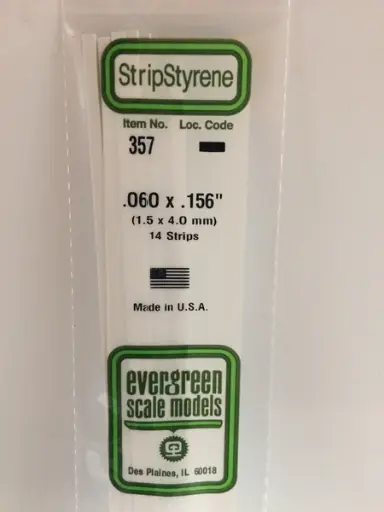 StripStyrene
Item No. Loc. Code
357
.060 x .156"
(1.5 x 4.0 mm)
14 Strips
Made in U.S.A.
evergreen
scale models
Des Plaines, IL 60018